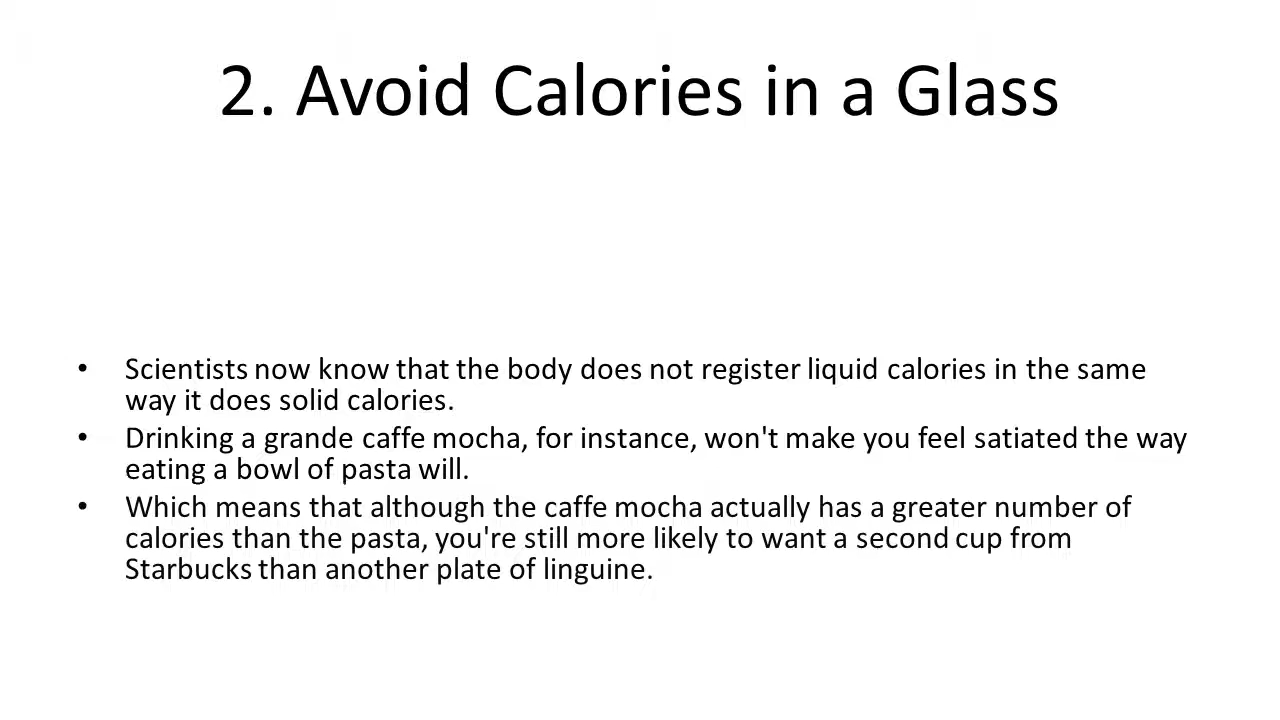 2. Avoid Calories in a Glass
• Scientists now know that the body does not register liquid calories in the same
way it does solid calories.
• Drinking a grande caffe mocha, for instance, won't make you feel satiated the way
eating a bowl of pasta will.
• Which means that although the caffe mocha actually has a greater number of
calories than the pasta, you're still more likely to want a second cup from
Starbucks than another plate of linguine.